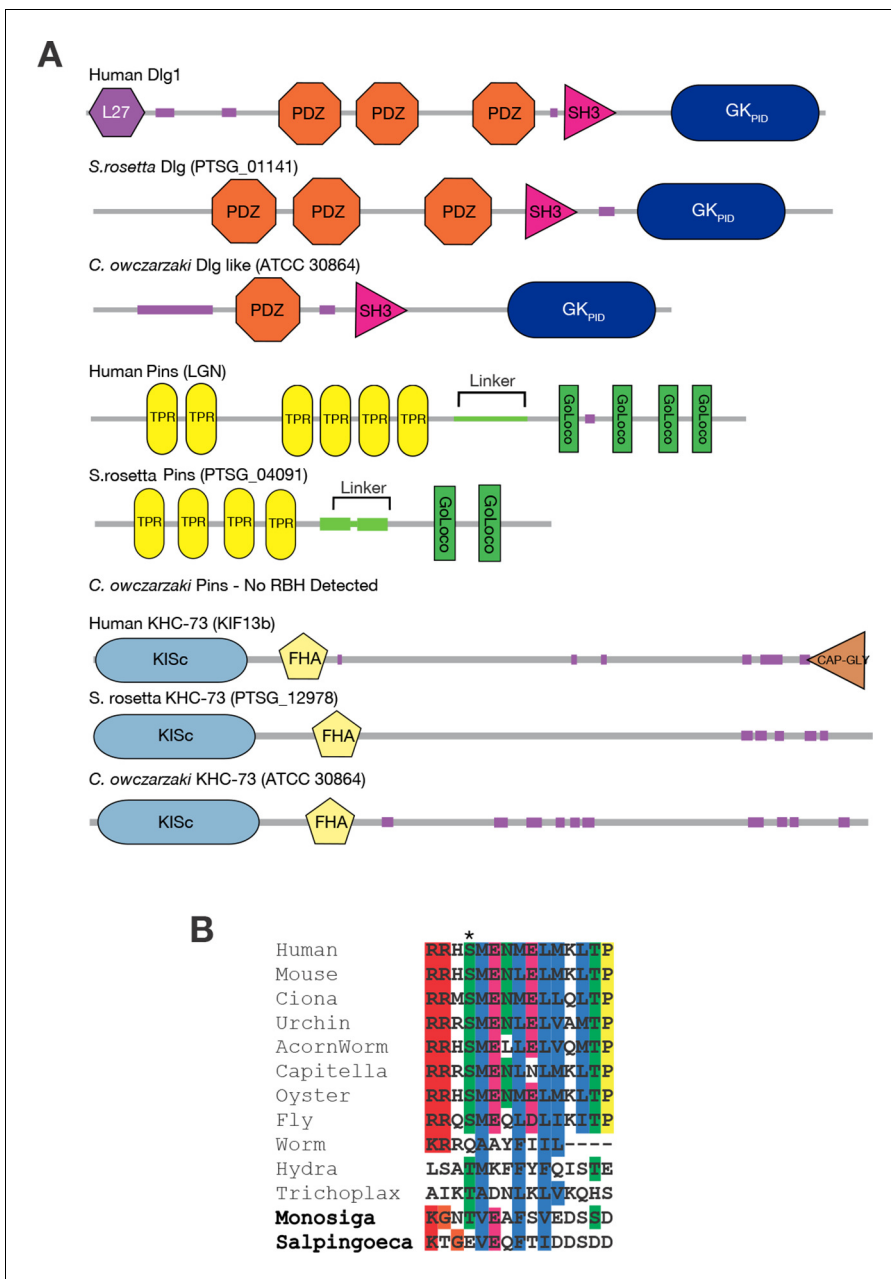 A
Human Dlg1
L27 PDZ PDZ PDZ SH3 GKPID
S.rosetta Dlg (PTSG_01141)
PDZ PDZ PDZ SH3 GKPID
C. owczarzaki Dlg like (ATCC 30864)
PDZ SH3 GKPID
Human Pins (LGN)
Linker
TPR TPR TPR TPR TPR TPR GoLoco GoLoco GoLoco GoLoco
S.rosetta Pins (PTSG_04091)
Linker
TPR TPR TPR TPR GoLoco GoLoco
C. owczarzaki Pins - No RBH Detected
Human KHC-73 (KIF13b)
KISc FHA CAP-GLY
S. rosetta KHC-73 (PTSG_12978)
KISc FHA
C. owczarzaki KHC-73 (ATCC 30864)
KISc FHA
B
*
Human RRHSMENMELMKLTP
Mouse RRHSMENLELMKLTP
Ciona RRMSMENMELLQLTP
Urchin RRRSMENLELVAMTP
AcornWorm RRHSMELLELVQMTP
Capitella RRRSMENLNLMKLTP
Oyster RRHSMENMELMKLTP
Fly RRQSMEQLDLIKITP
Worm KRRQAAYFIIL----
Hydra LSATMKFFYFQISTE
Trichoplax AIKTADNLKLVKQHS
Monosiga KGNTVEAFSVEDSSD
Salpingoeca KTGEVEQFTIDDSDD